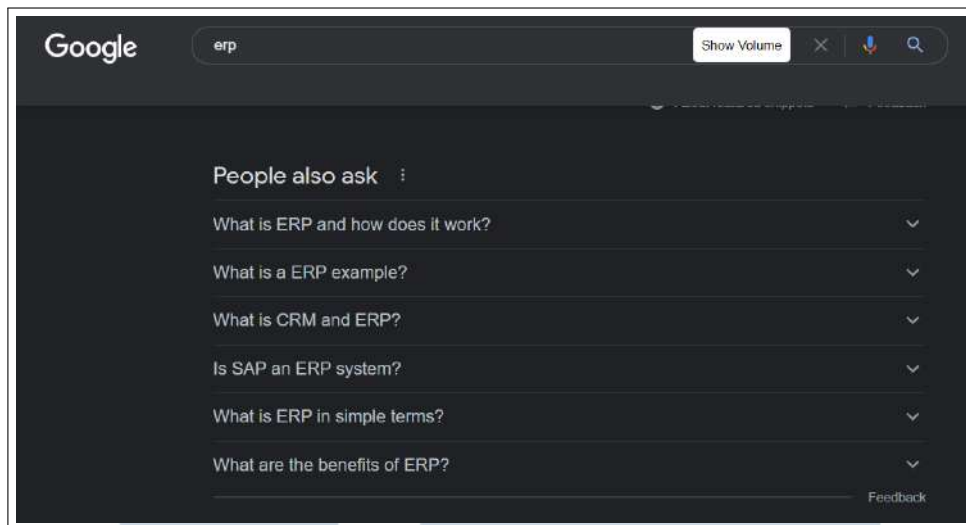 Google
erp
Show Volume
People also ask
What is ERP and how does it work?
What is a ERP example?
What is CRM and ERP?
Is SAP an ERP system?
What is ERP in simple terms?
What are the benefits of ERP?
Feedback